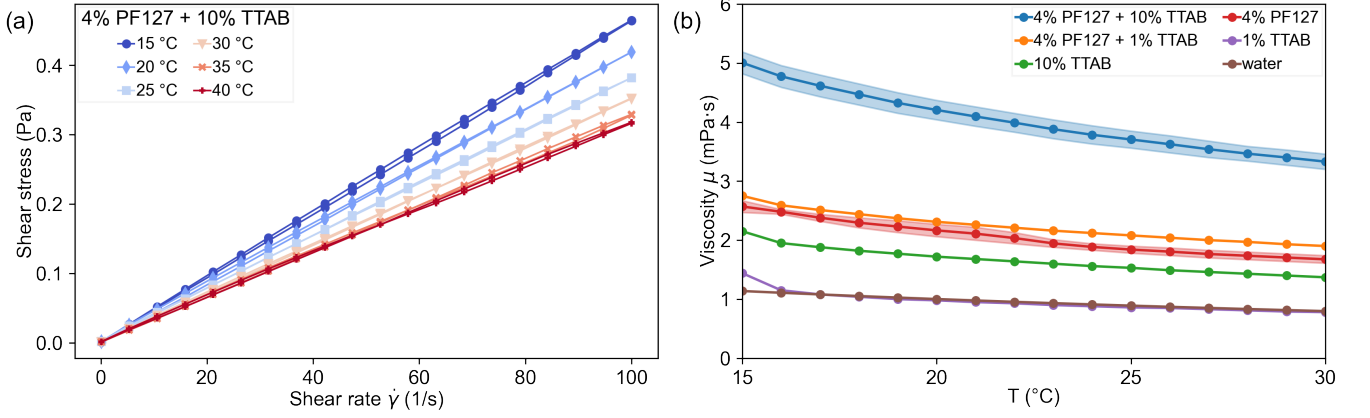 (a)
4% PF127 + 10% TTAB
15 °C
30 °C
20 °C
35 °C
25 °C
40 °C
0.4
0.3
0.2
0.1
0.0
Shear stress (Pa)
0
20
40
60
80
100
Shear rate γ̇ (1/s)
(b)
4% PF127 + 10% TTAB
4% PF127
4% PF127 + 1% TTAB
1% TTAB
10% TTAB
water
6
5
4
3
2
1
0
Viscosity μ (mPa·s)
15
20
25
30
T (°C)